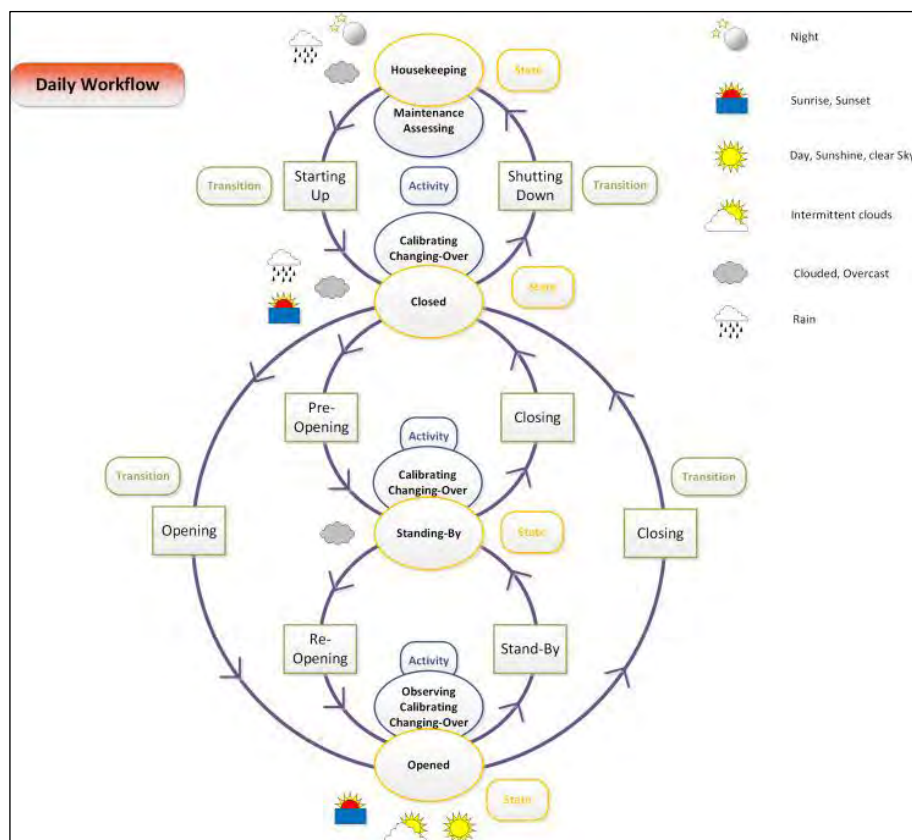 Daily Workflow
Housekeeping
State
Maintenance
Assessing
Transition
Starting
Up
Activity
Shutting
Down
Transition
Calibrating
Changing-Over
Closed
State
Pre-
Opening
Closing
Activity
Calibrating
Changing-Over
Transition
Transition
Opening
Standing-By
State
Closing
Re-
Opening
Stand-By
Activity
Observing
Calibrating
Changing-Over
Opened
State
Night
Sunrise, Sunset
Day, Sunshine, clear Sky
Intermittent clouds
Clouded, Overcast
Rain